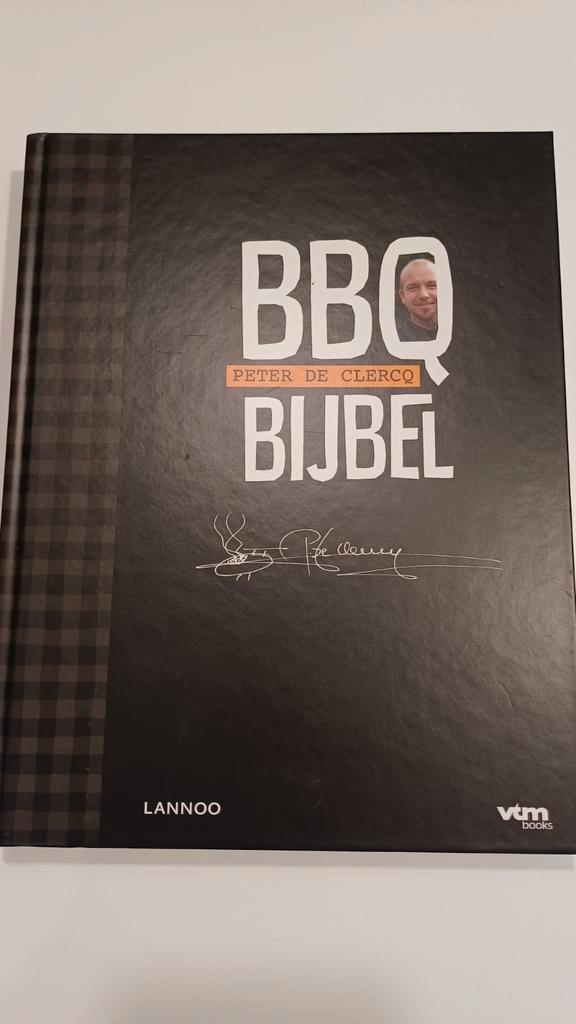 BBQ
PETER DE CLERCQ
BIJBEL
LANNOO
vtm
books